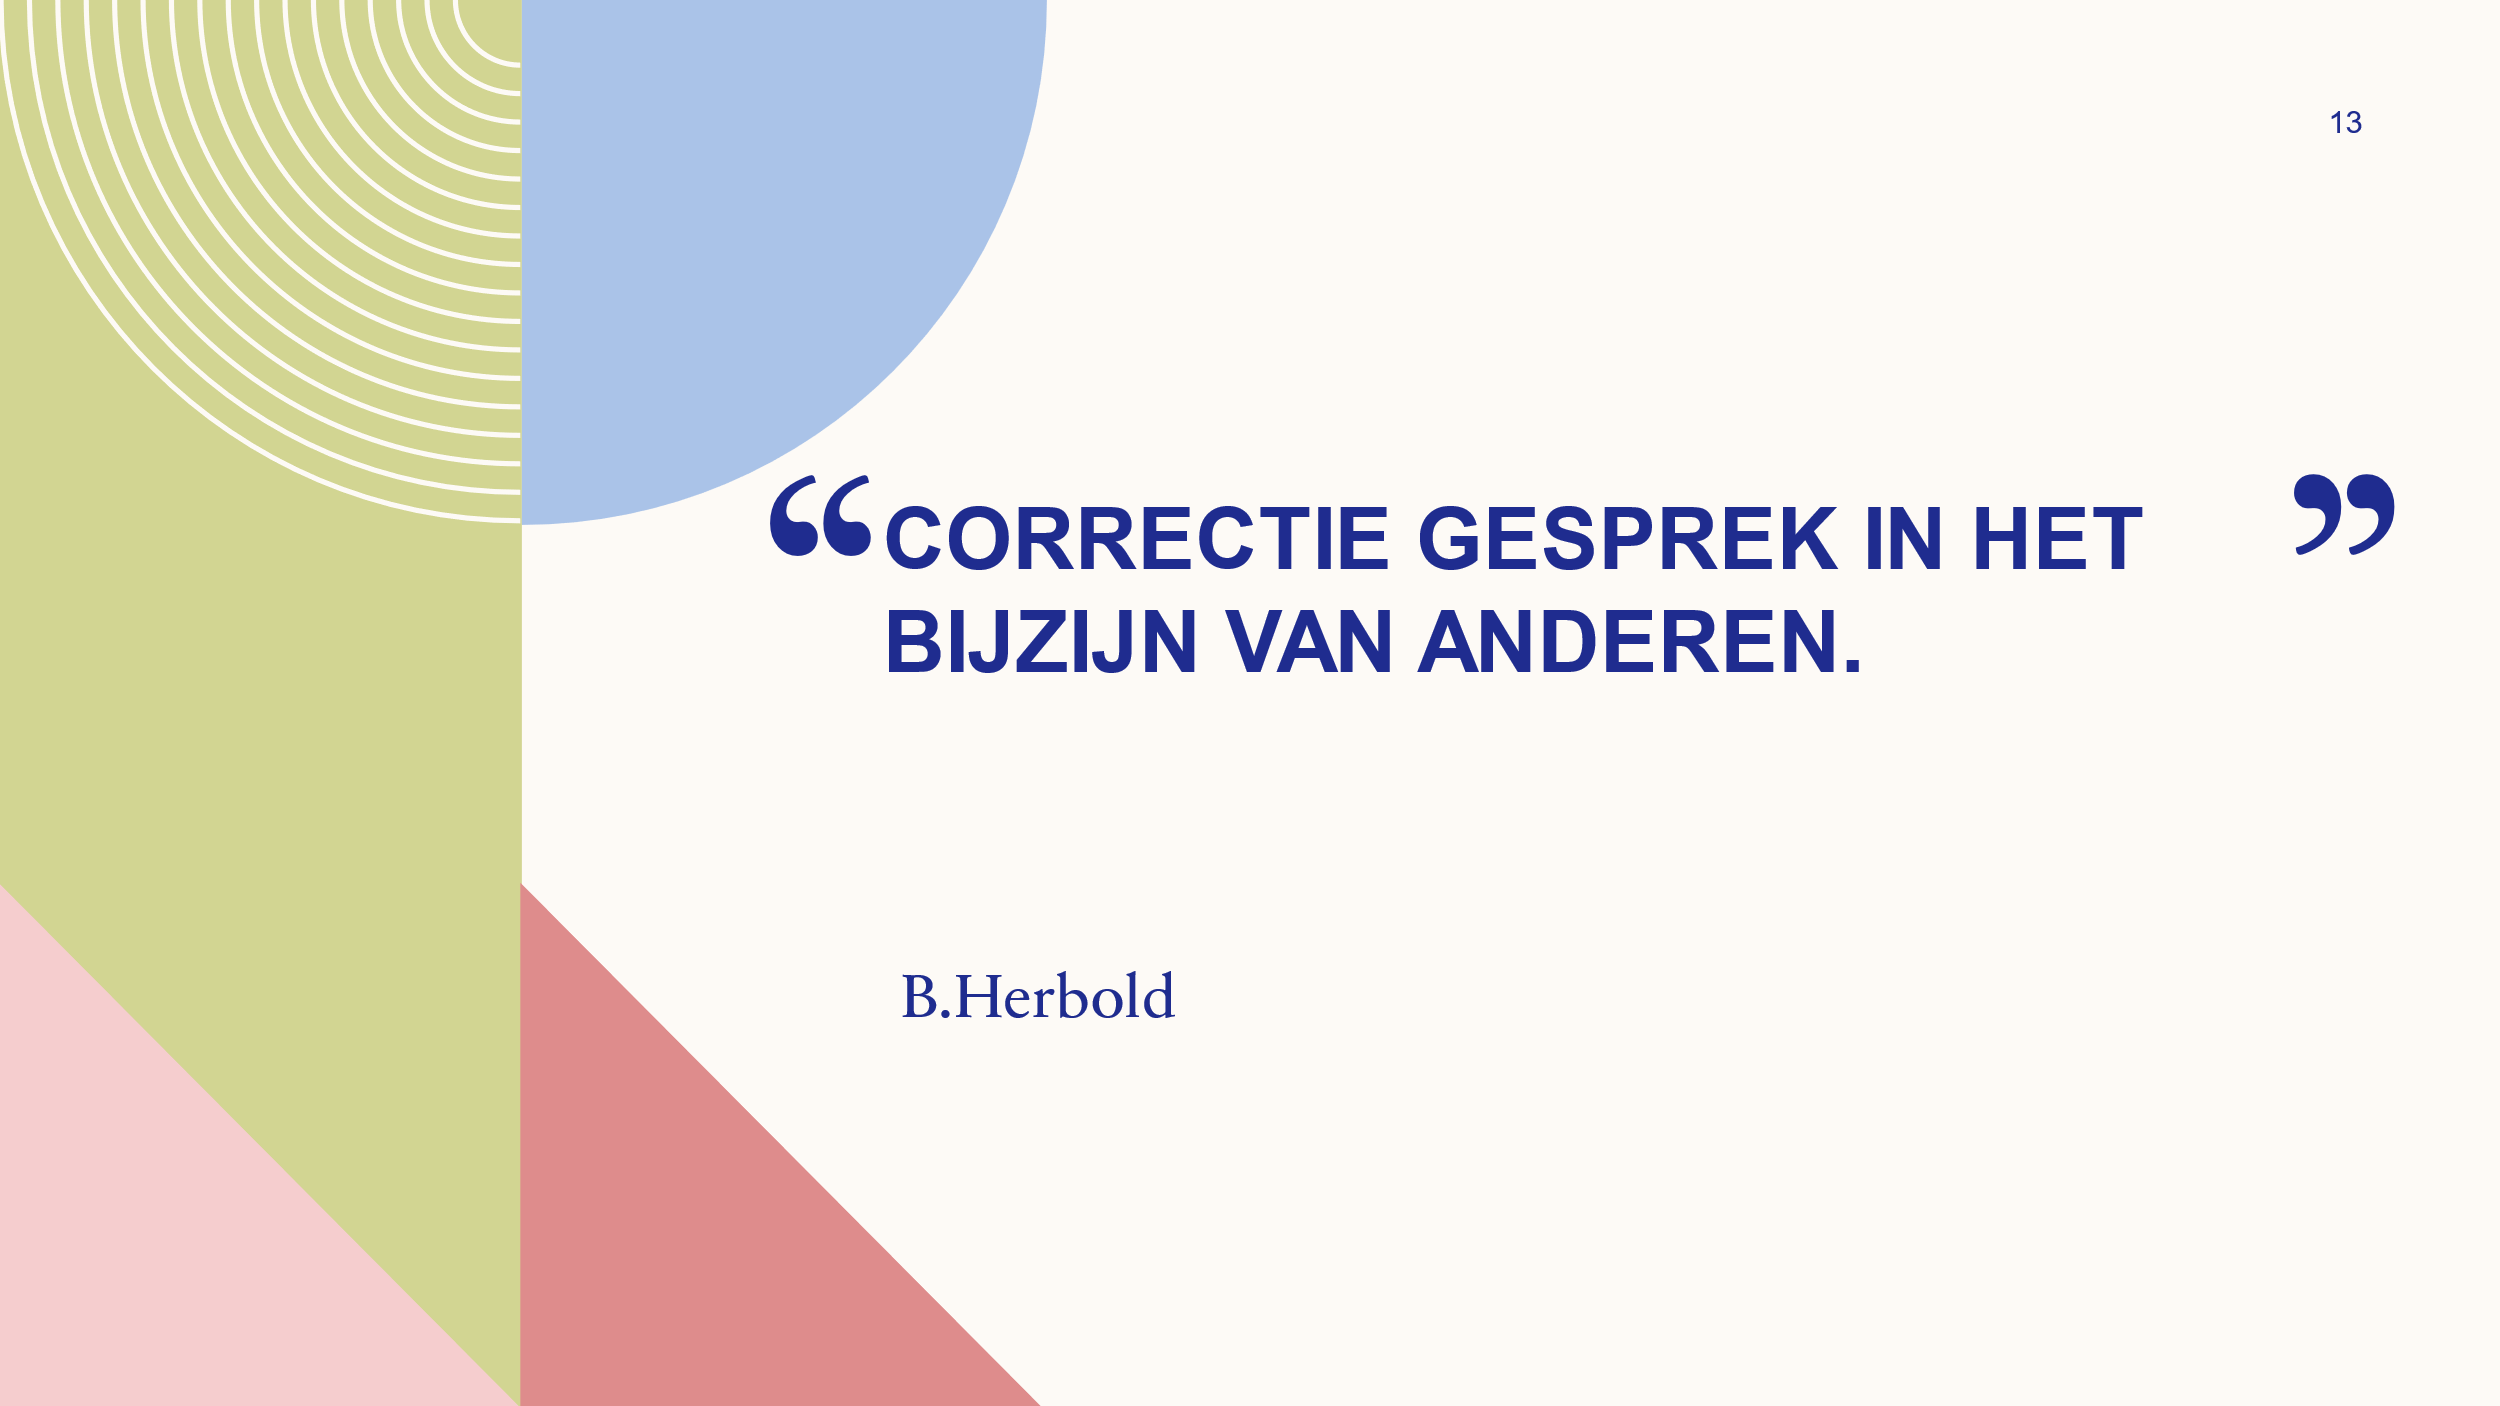 13
“CORRECTIE GESPREK IN HET ”
BIJZIJN VAN ANDEREN.
B.Herbold